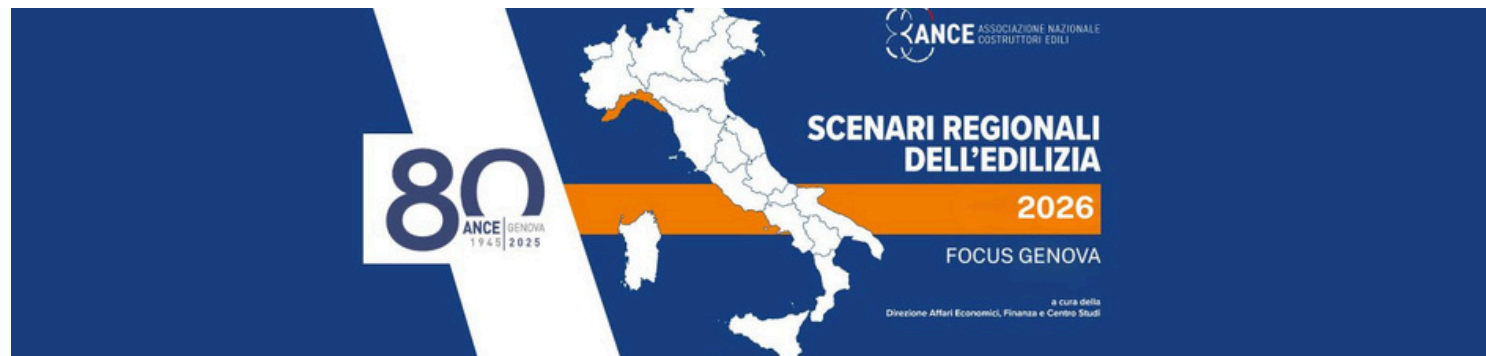 80
ANCE GENOVA
1945 2025
ANCE ASSOCIAZIONE NAZIONALE
COSTRUTTORI EDILI
SCENARI REGIONALI
DELL'EDILIZIA
2026
FOCUS GENOVA
a cura della
Direzione Affari Economici, Finanza e Centro Studi